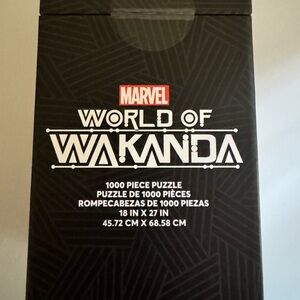 MARVEL
WORLD OF
WAKANDA
1000 PIECE PUZZLE
PUZZLE DE 1000 PIÈCES
ROMPECABEZAS DE 1000 PIEZAS
18 IN X 27 IN
45.72 CM X 68.58 CM